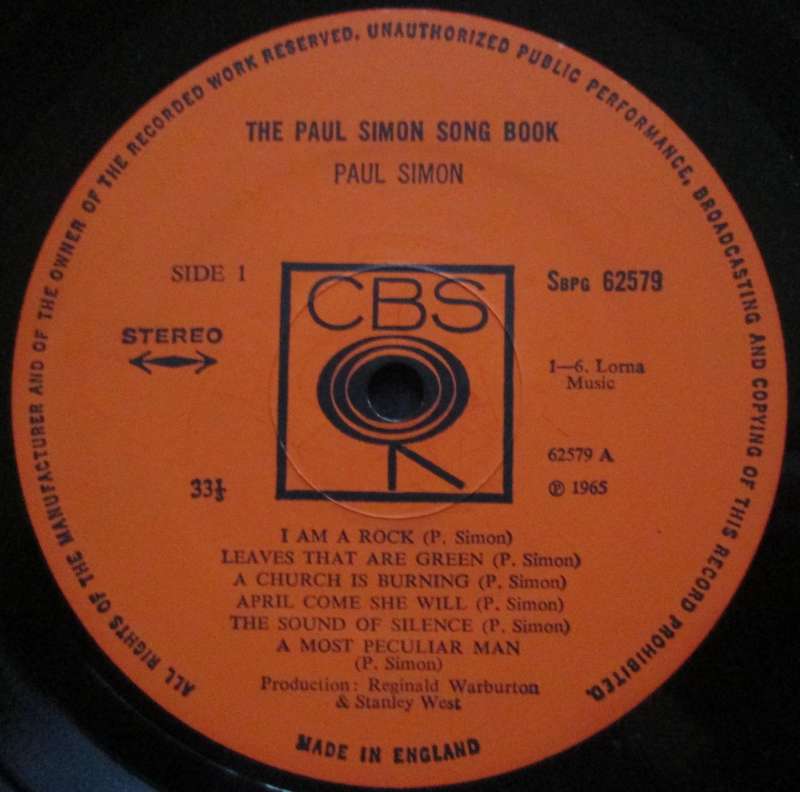 ALL RIGHTS OF THE MANUFACTURER AND OF THE OWNER OF THE RECORDED WORK RESERVED. UNAUTHORIZED PUBLIC PERFORMANCE, BROADCASTING AND COPYING OF THIS RECORD PROHIBITED.
THE PAUL SIMON SONG BOOK
PAUL SIMON
SIDE 1
STEREO
33⅓
CBS
SBPG 62579
1—6. Lorna
Music
62579 A
℗ 1965
I AM A ROCK (P. Simon)
LEAVES THAT ARE GREEN (P. Simon)
A CHURCH IS BURNING (P. Simon)
APRIL COME SHE WILL (P. Simon)
THE SOUND OF SILENCE (P. Simon)
A MOST PECULIAR MAN
(P. Simon)
Production: Reginald Warburton
& Stanley West
MADE IN ENGLAND